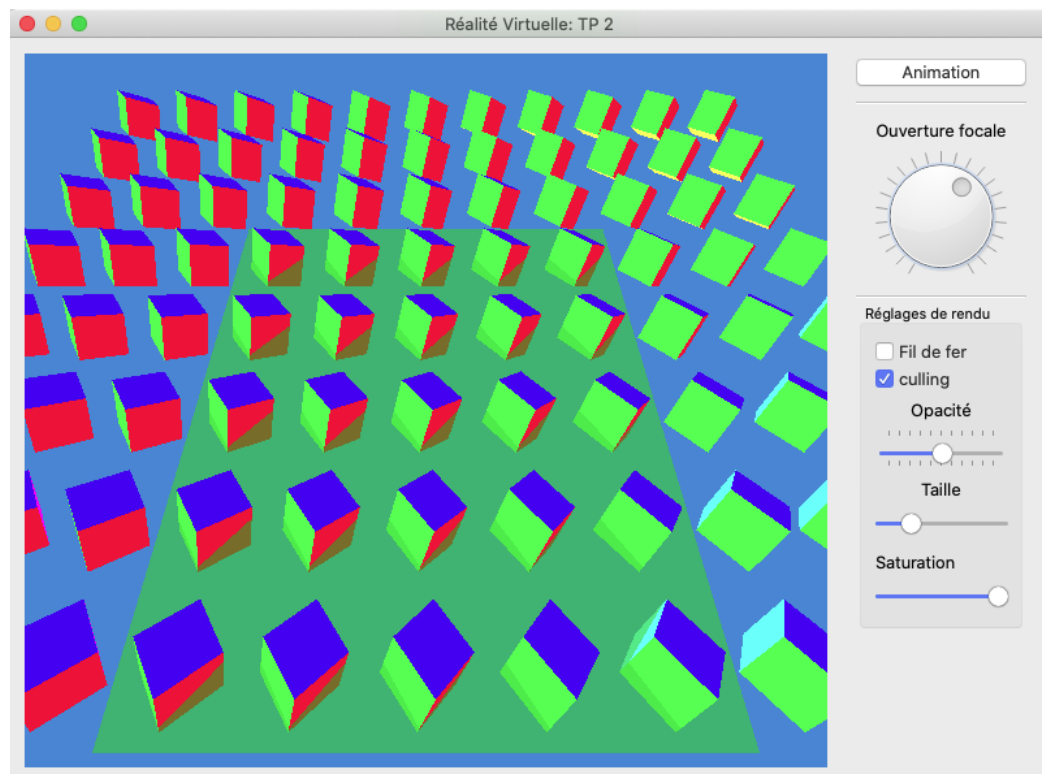 Réalité Virtuelle: TP 2
Animation
Ouverture focale
Réglages de rendu
Fil de fer
culling
Opacité
Taille
Saturation